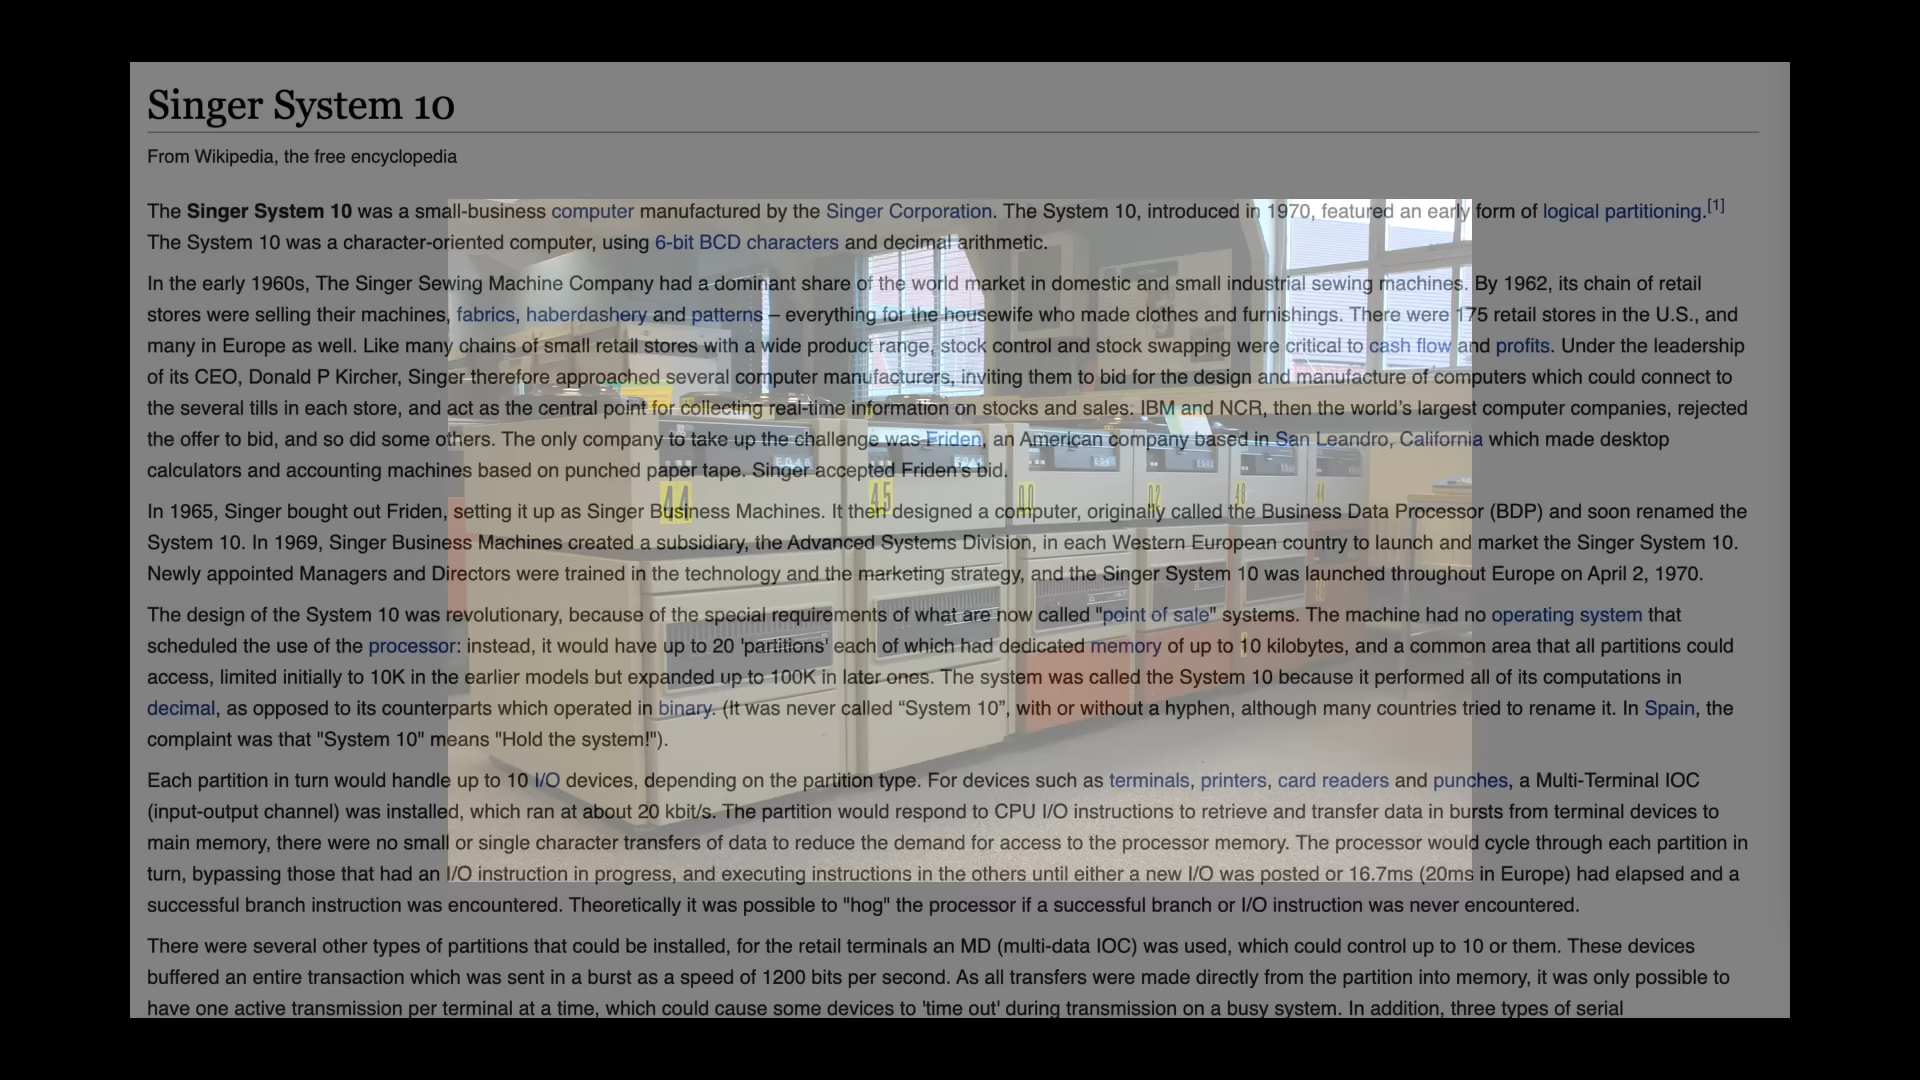 Singer System 10
From Wikipedia, the free encyclopedia
The Singer System 10 was a small-business computer manufactured by the Singer Corporation. The System 10, introduced in 1970, featured an early form of logical partitioning.[1]
The System 10 was a character-oriented computer, using 6-bit BCD characters and decimal arithmetic.
In the early 1960s, The Singer Sewing Machine Company had a dominant share of the world market in domestic and small industrial sewing machines. By 1962, its chain of retail
stores were selling their machines, fabrics, haberdashery and patterns – everything for the housewife who made clothes and furnishings. There were 175 retail stores in the U.S., and
many in Europe as well. Like many chains of small retail stores with a wide product range, stock control and stock swapping were critical to cash flow and profits. Under the leadership
of its CEO, Donald P Kircher, Singer therefore approached several computer manufacturers, inviting them to bid for the design and manufacture of computers which could connect to
the several tills in each store, and act as the central point for collecting real-time information on stocks and sales. IBM and NCR, then the world's largest computer companies, rejected
the offer to bid, and so did some others. The only company to take up the challenge was Friden, an American company based in San Leandro, California which made desktop
calculators and accounting machines based on punched paper tape. Singer accepted Friden's bid.
44 45 00 02 48
In 1965, Singer bought out Friden, setting it up as Singer Business Machines. It then designed a computer, originally called the Business Data Processor (BDP) and soon renamed the
System 10. In 1969, Singer Business Machines created a subsidiary, the Advanced Systems Division, in each Western European country to launch and market the Singer System 10.
Newly appointed Managers and Directors were trained in the technology and the marketing strategy, and the Singer System 10 was launched throughout Europe on April 2, 1970.
The design of the System 10 was revolutionary, because of the special requirements of what are now called "point of sale" systems. The machine had no operating system that
scheduled the use of the processor: instead, it would have up to 20 'partitions' each of which had dedicated memory of up to 10 kilobytes, and a common area that all partitions could
access, limited initially to 10K in the earlier models but expanded up to 100K in later ones. The system was called the System 10 because it performed all of its computations in
decimal, as opposed to its counterparts which operated in binary. (It was never called “System 10”, with or without a hyphen, although many countries tried to rename it. In Spain, the
complaint was that "System 10" means "Hold the system!").
Each partition in turn would handle up to 10 I/O devices, depending on the partition type. For devices such as terminals, printers, card readers and punches, a Multi-Terminal IOC
(input-output channel) was installed, which ran at about 20 kbit/s. The partition would respond to CPU I/O instructions to retrieve and transfer data in bursts from terminal devices to
main memory, there were no small or single character transfers of data to reduce the demand for access to the processor memory. The processor would cycle through each partition in
turn, bypassing those that had an I/O instruction in progress, and executing instructions in the others until either a new I/O was posted or 16.7ms (20ms in Europe) had elapsed and a
successful branch instruction was encountered. Theoretically it was possible to "hog" the processor if a successful branch or I/O instruction was never encountered.
There were several other types of partitions that could be installed, for the retail terminals an MD (multi-data IOC) was used, which could control up to 10 or them. These devices
buffered an entire transaction which was sent in a burst as a speed of 1200 bits per second. As all transfers were made directly from the partition into memory, it was only possible to
have one active transmission per terminal at a time, which could cause some devices to 'time out' during transmission on a busy system. In addition, three types of serial